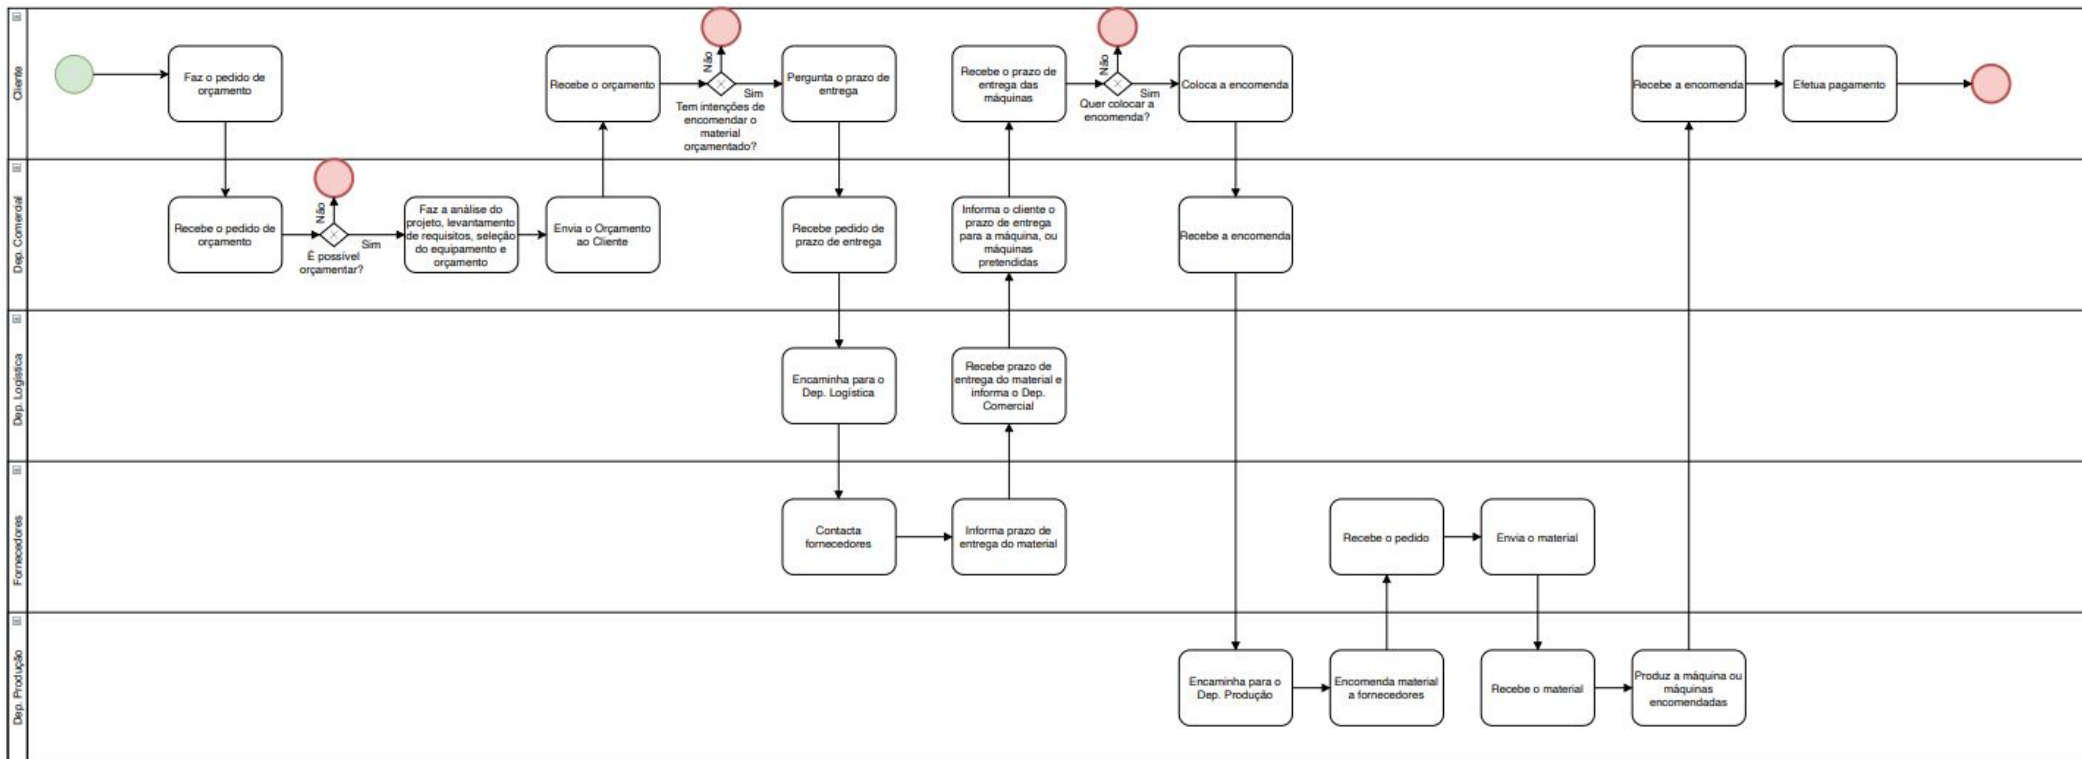 Cliente
Faz o pedido de
orçamento
Recebe o orçamento
Não
Sim
Tem intenções de
encomendar o
material
orçamentado?
Pergunta o prazo de
entrega
Recebe o prazo de
entrega das
máquinas
Não
Sim
Quer colocar a
encomenda?
Coloca a encomenda
Recebe a encomenda
Efetua pagamento
Dep. Comercial
Recebe o pedido de
orçamento
Não
Sim
É possível
orçamentar?
Faz a análise do
projeto, levantamento
de requisitos, seleção
do equipamento e
orçamento
Envia o Orçamento
ao Cliente
Recebe pedido de
prazo de entrega
Informa o cliente o
prazo de entrega
para a máquina, ou
máquinas
pretendidas
Recebe a encomenda
Dep. Logística
Encaminha para o
Dep. Logística
Recebe prazo de
entrega do material e
informa o Dep.
Comercial
Fornecedores
Contacta
fornecedores
Informa prazo de
entrega do material
Recebe o pedido
Envia o material
Dep. Produção
Encaminha para o
Dep. Produção
Encomenda material
a fornecedores
Recebe o material
Produz a máquina ou
máquinas
encomendadas